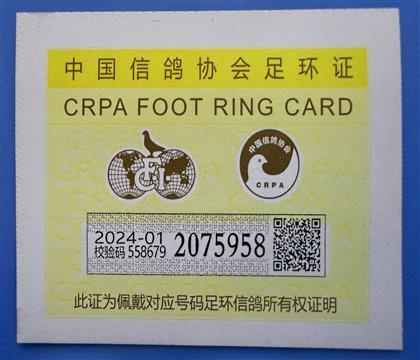 中国信鸽协会足环证
CRPA FOOT RING CARD
FCI
中国信鸽协会
CRPA
2024-01
校验码 558679
2075958
此证为佩戴对应号码足环信鸽所有权证明